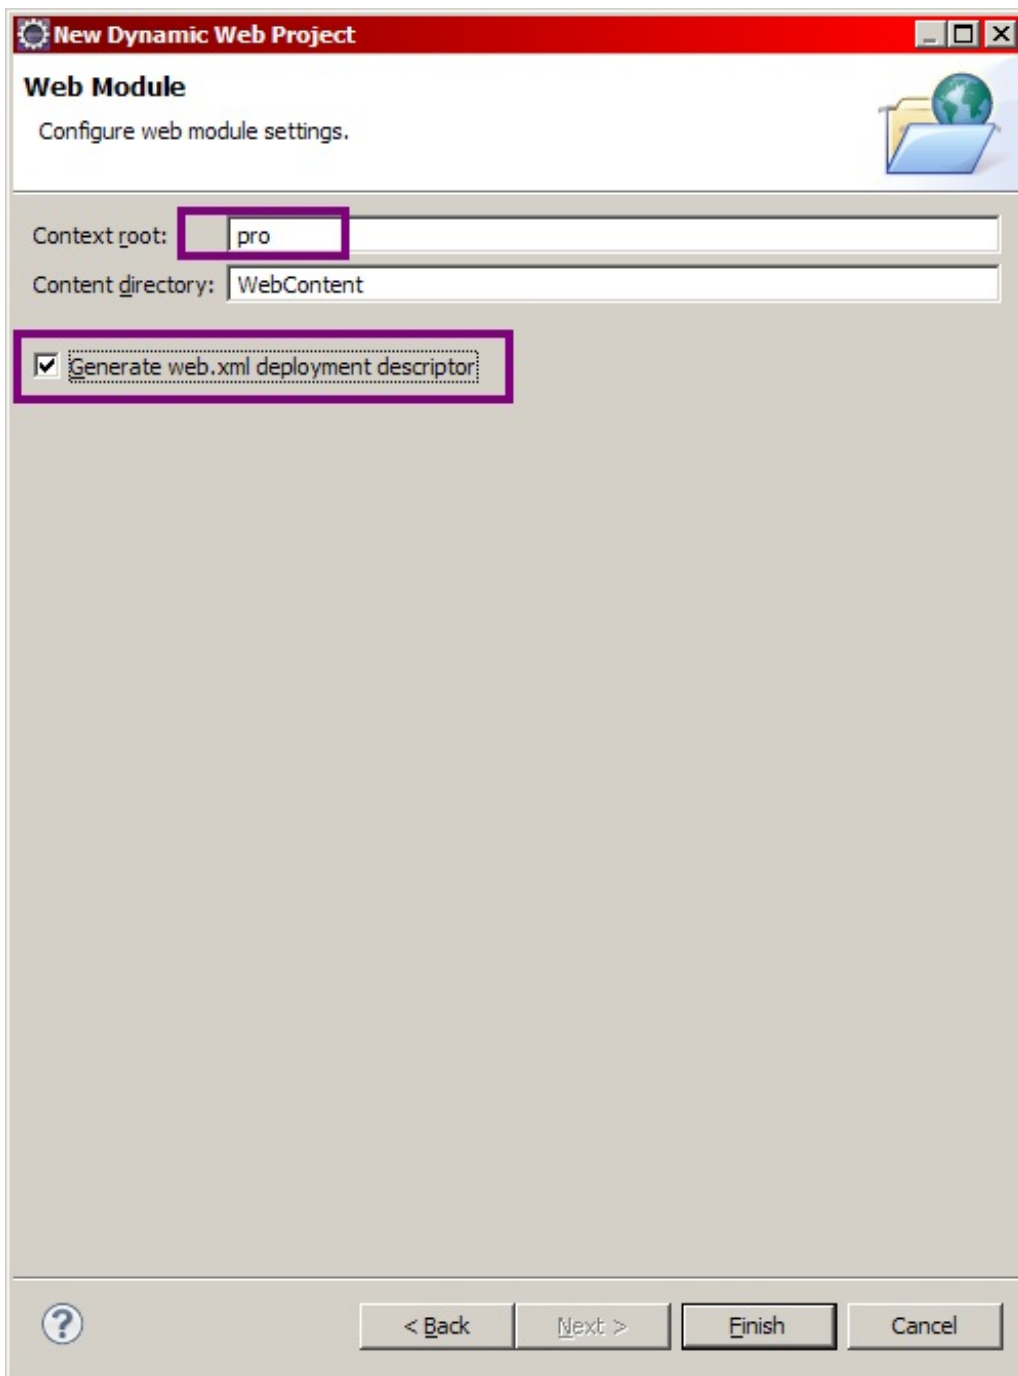 New Dynamic Web Project
Web Module
Configure web module settings.
Context root: pro
Content directory: WebContent
Generate web.xml deployment descriptor
? < Back Next > Finish Cancel